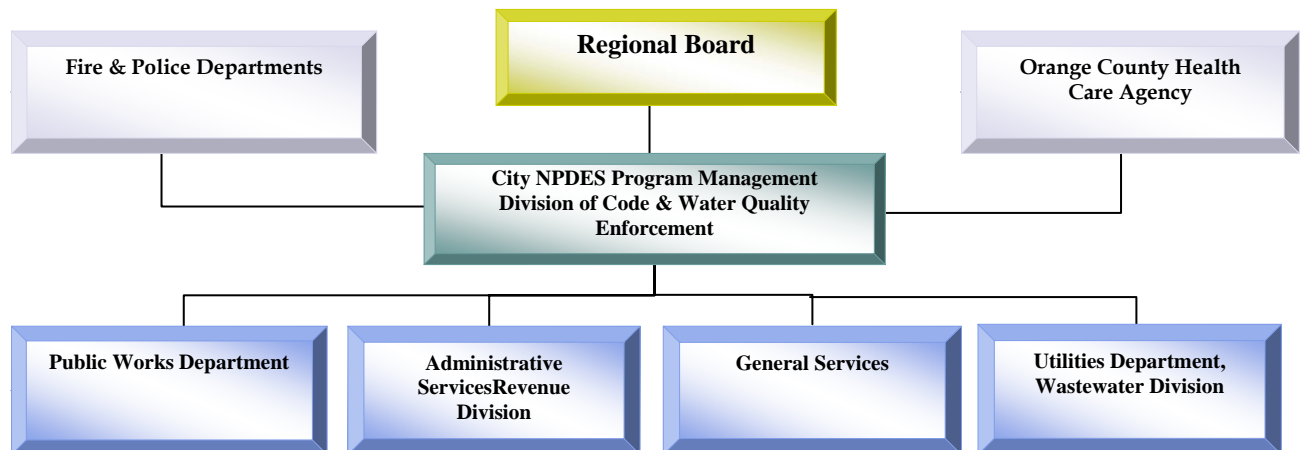 Regional Board
Fire & Police Departments
Orange County Health
Care Agency
City NPDES Program Management
Division of Code & Water Quality
Enforcement
Public Works Department
Administrative
ServicesRevenue
Division
General Services
Utilities Department,
Wastewater Division